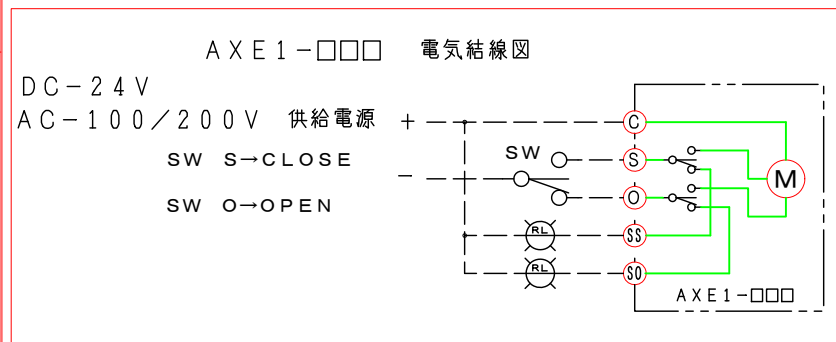 AXE1-□□□ 電気結線図
DC-24V
AC-100/200V 供給電源 +
-
SW S→CLOSE
SW O→OPEN
SW
C
S
O
SS
SO
RL
RL
M
AXE1-□□□